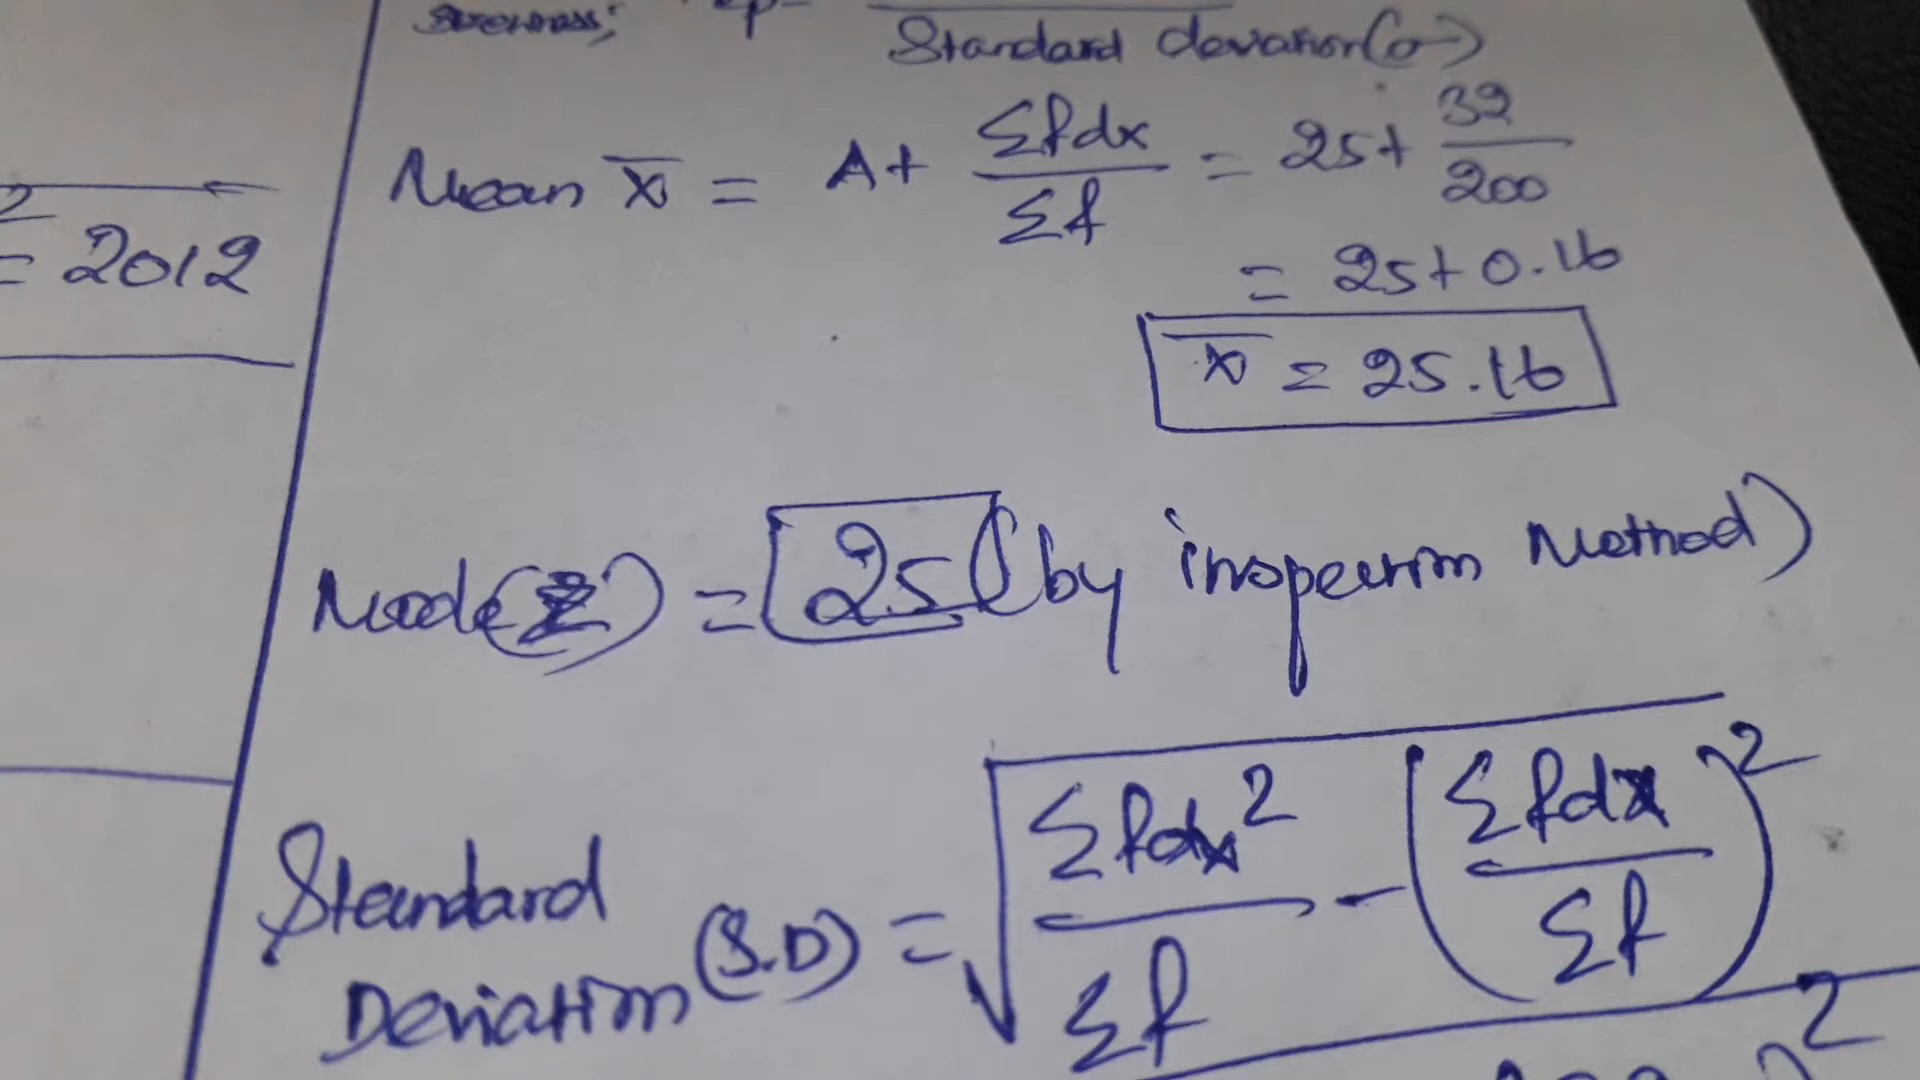 = 2012
Skewness;
Standard deviation(σ)
Mean x̄ = A + Σfdx / Σf = 25 + 32 / 200
= 25 + 0.16
x̄ = 25.16
Mode(Z) = 25 (by inspection Method)
Standard Deviation (S.D) = √ Σfdx² / Σf − (Σfdx / Σf)²